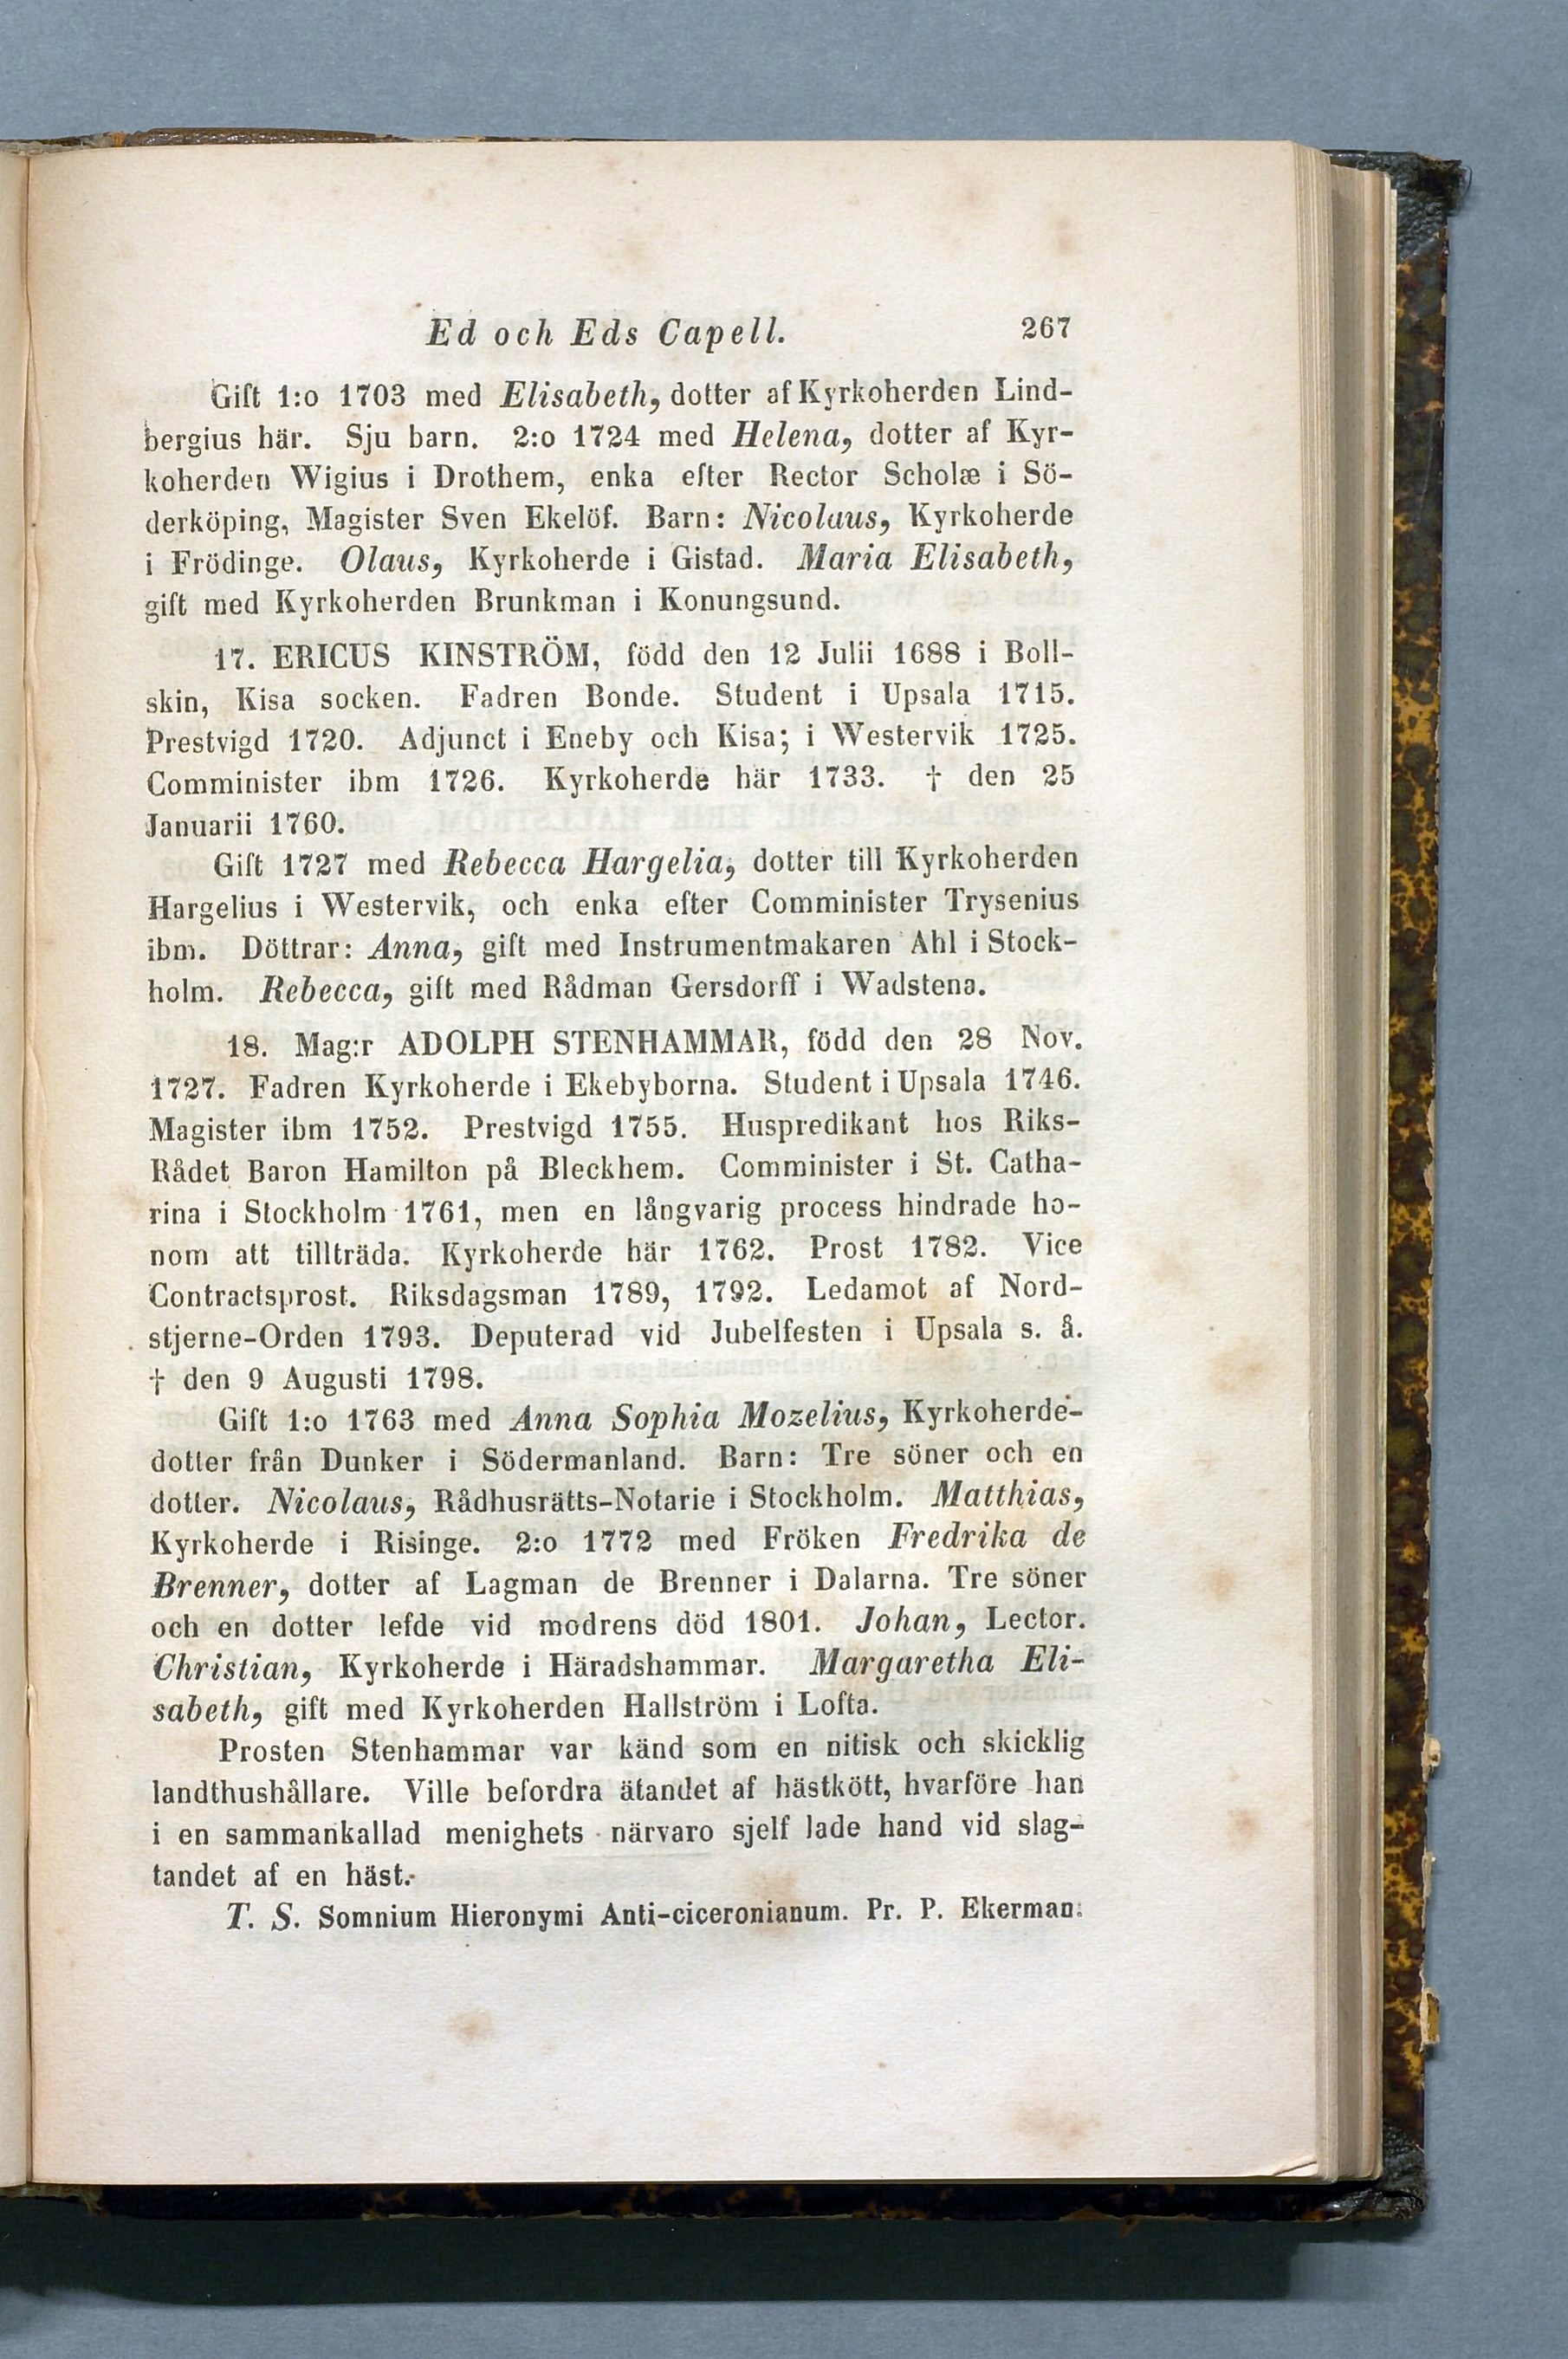 Ed och Eds Capell. 267
Gift 1:o 1703 med Elisabeth, dotter af Kyrkoherden Lind-
bergius här. Sju barn. 2:o 1724 med Helena, dotter af Kyr-
koherden Wigius i Drothem, enka efter Rector Scholæ i Sö-
derköping, Magister Sven Ekelöf. Barn: Nicolaus, Kyrkoherde
i Frödinge. Olaus, Kyrkoherde i Gistad. Maria Elisabeth,
gift med Kyrkoherden Brunkman i Konungsund.
17. ERICUS KINSTRÖM, född den 12 Julii 1688 i Boll-
skin, Kisa socken. Fadren Bonde. Student i Upsala 1715.
Prestvigd 1720. Adjunct i Eneby och Kisa; i Westervik 1725.
Comminister ibm 1726. Kyrkoherde här 1733. † den 25
Januarii 1760.
Gift 1727 med Rebecca Hargelia, dotter till Kyrkoherden
Hargelius i Westervik, och enka efter Comminister Trysenius
ibm. Döttrar: Anna, gift med Instrumentmakaren Ahl i Stock-
holm. Rebecca, gift med Rådman Gersdorff i Wadstena.
18. Mag:r ADOLPH STENHAMMAR, född den 28 Nov.
1727. Fadren Kyrkoherde i Ekebyborna. Student i Upsala 1746.
Magister ibm 1752. Prestvigd 1755. Huspredikant hos Riks-
Rådet Baron Hamilton på Bleckhem. Comminister i St. Catha-
rina i Stockholm 1761, men en långvarig process hindrade ho-
nom att tillträda. Kyrkoherde här 1762. Prost 1782. Vice
Contractsprost. Riksdagsman 1789, 1792. Ledamot af Nord-
stjerne-Orden 1793. Deputerad vid Jubelfesten i Upsala s. å.
† den 9 Augusti 1798.
Gift 1:o 1763 med Anna Sophia Mozelius, Kyrkoherde-
dotter från Dunker i Södermanland. Barn: Tre söner och en
dotter. Nicolaus, Rådhusrätts-Notarie i Stockholm. Matthias,
Kyrkoherde i Risinge. 2:o 1772 med Fröken Fredrika de
Brenner, dotter af Lagman de Brenner i Dalarna. Tre söner
och en dotter lefde vid modrens död 1801. Johan, Lector.
Christian, Kyrkoherde i Häradshammar. Margaretha Eli-
sabeth, gift med Kyrkoherden Hallström i Lofta.
Prosten Stenhammar var känd som en nitisk och skicklig
landthushållare. Ville befordra ätandet af hästkött, hvarföre han
i en sammankallad menighets närvaro sjelf lade hand vid slag-
tandet af en häst.
T. S. Somnium Hieronymi Anti-ciceronianum. Pr. P. Ekerman.